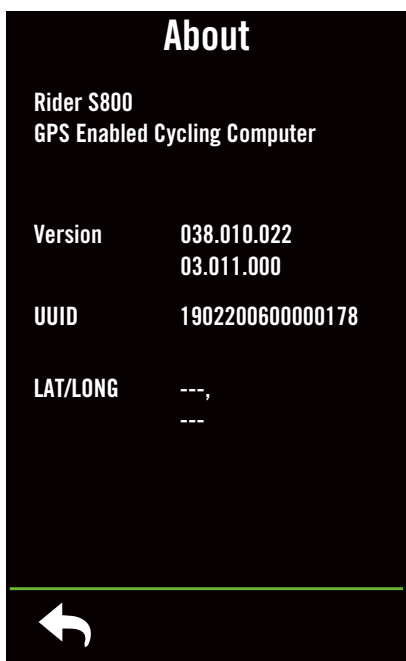 About
Rider S800
GPS Enabled Cycling Computer
Version 038.010.022
03.011.000
UUID 1902200600000178
LAT/LONG ---,
---